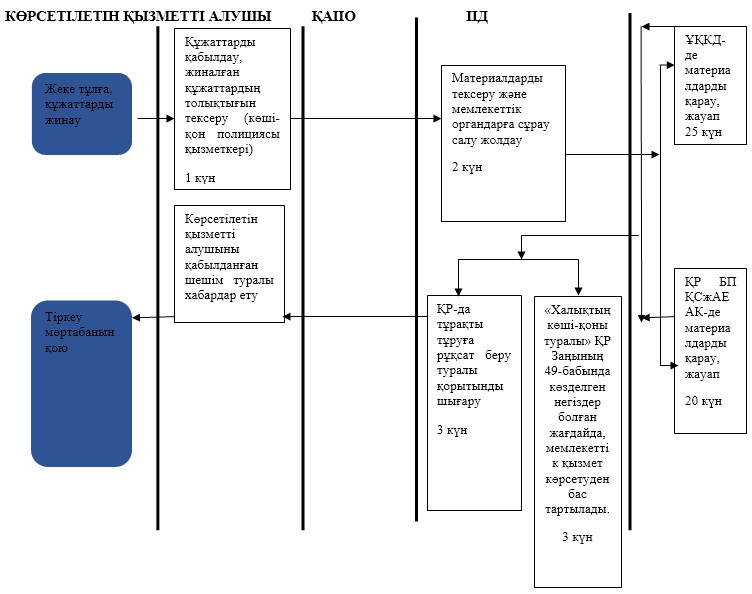 КӨРСЕТІЛЕТІН ҚЫЗМЕТТІ АЛУШЫ ҚАПО ПД
Жеке тұлға,
құжаттарды
жинау
Құжаттарды
қабылдау,
жиналған
құжаттардың
толықтығын
тексеру (көші-
қон полициясы
қызметкері)
1 күн
Материалдарды
тексеру және
мемлекеттік
органдарға сұрау
салу жолдау
2 күн
ҰҚКД-
де
материа
лдарды
қарау,
жауап
25 күн
Тіркеу
мөртабанын
қою
Көрсетілетін
қызметті
алушыны
қабылданған
шешім туралы
хабардар ету
ҚР-да
тұрақты
тұруға
рұқсат беру
туралы
қорытынды
шығару
3 күн
«Халықтың
көші-қоны
туралы» ҚР
Заңының
49-бабында
көзделген
негіздер
болған
жағдайда,
мемлекетті
к қызмет
көрсетуден
бас
тартылады.
3 күн
ҚР БП
ҚСжАЕ
АК-де
материа
лдарды
қарау,
жауап
20 күн